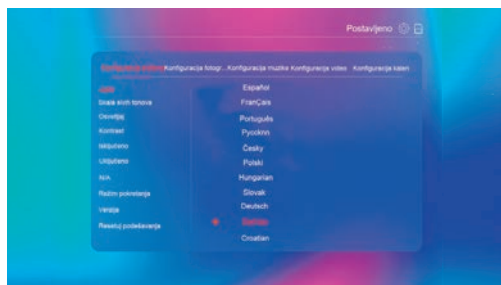 Postavljeno
Konfiguracija fotogr... Konfiguracija muzike Konfiguracija video Konfiguracija kalen
Español
Skala sivih tonova
FranÇais
Osvetljaj
Português
Kontrast
Русскпп
Isključeno
Česky
Uključeno
Polski
N/A
Hungarian
Režim pokretanja
Slovak
Verzija
Deutsch
Resetuj podešavanja
Croatian